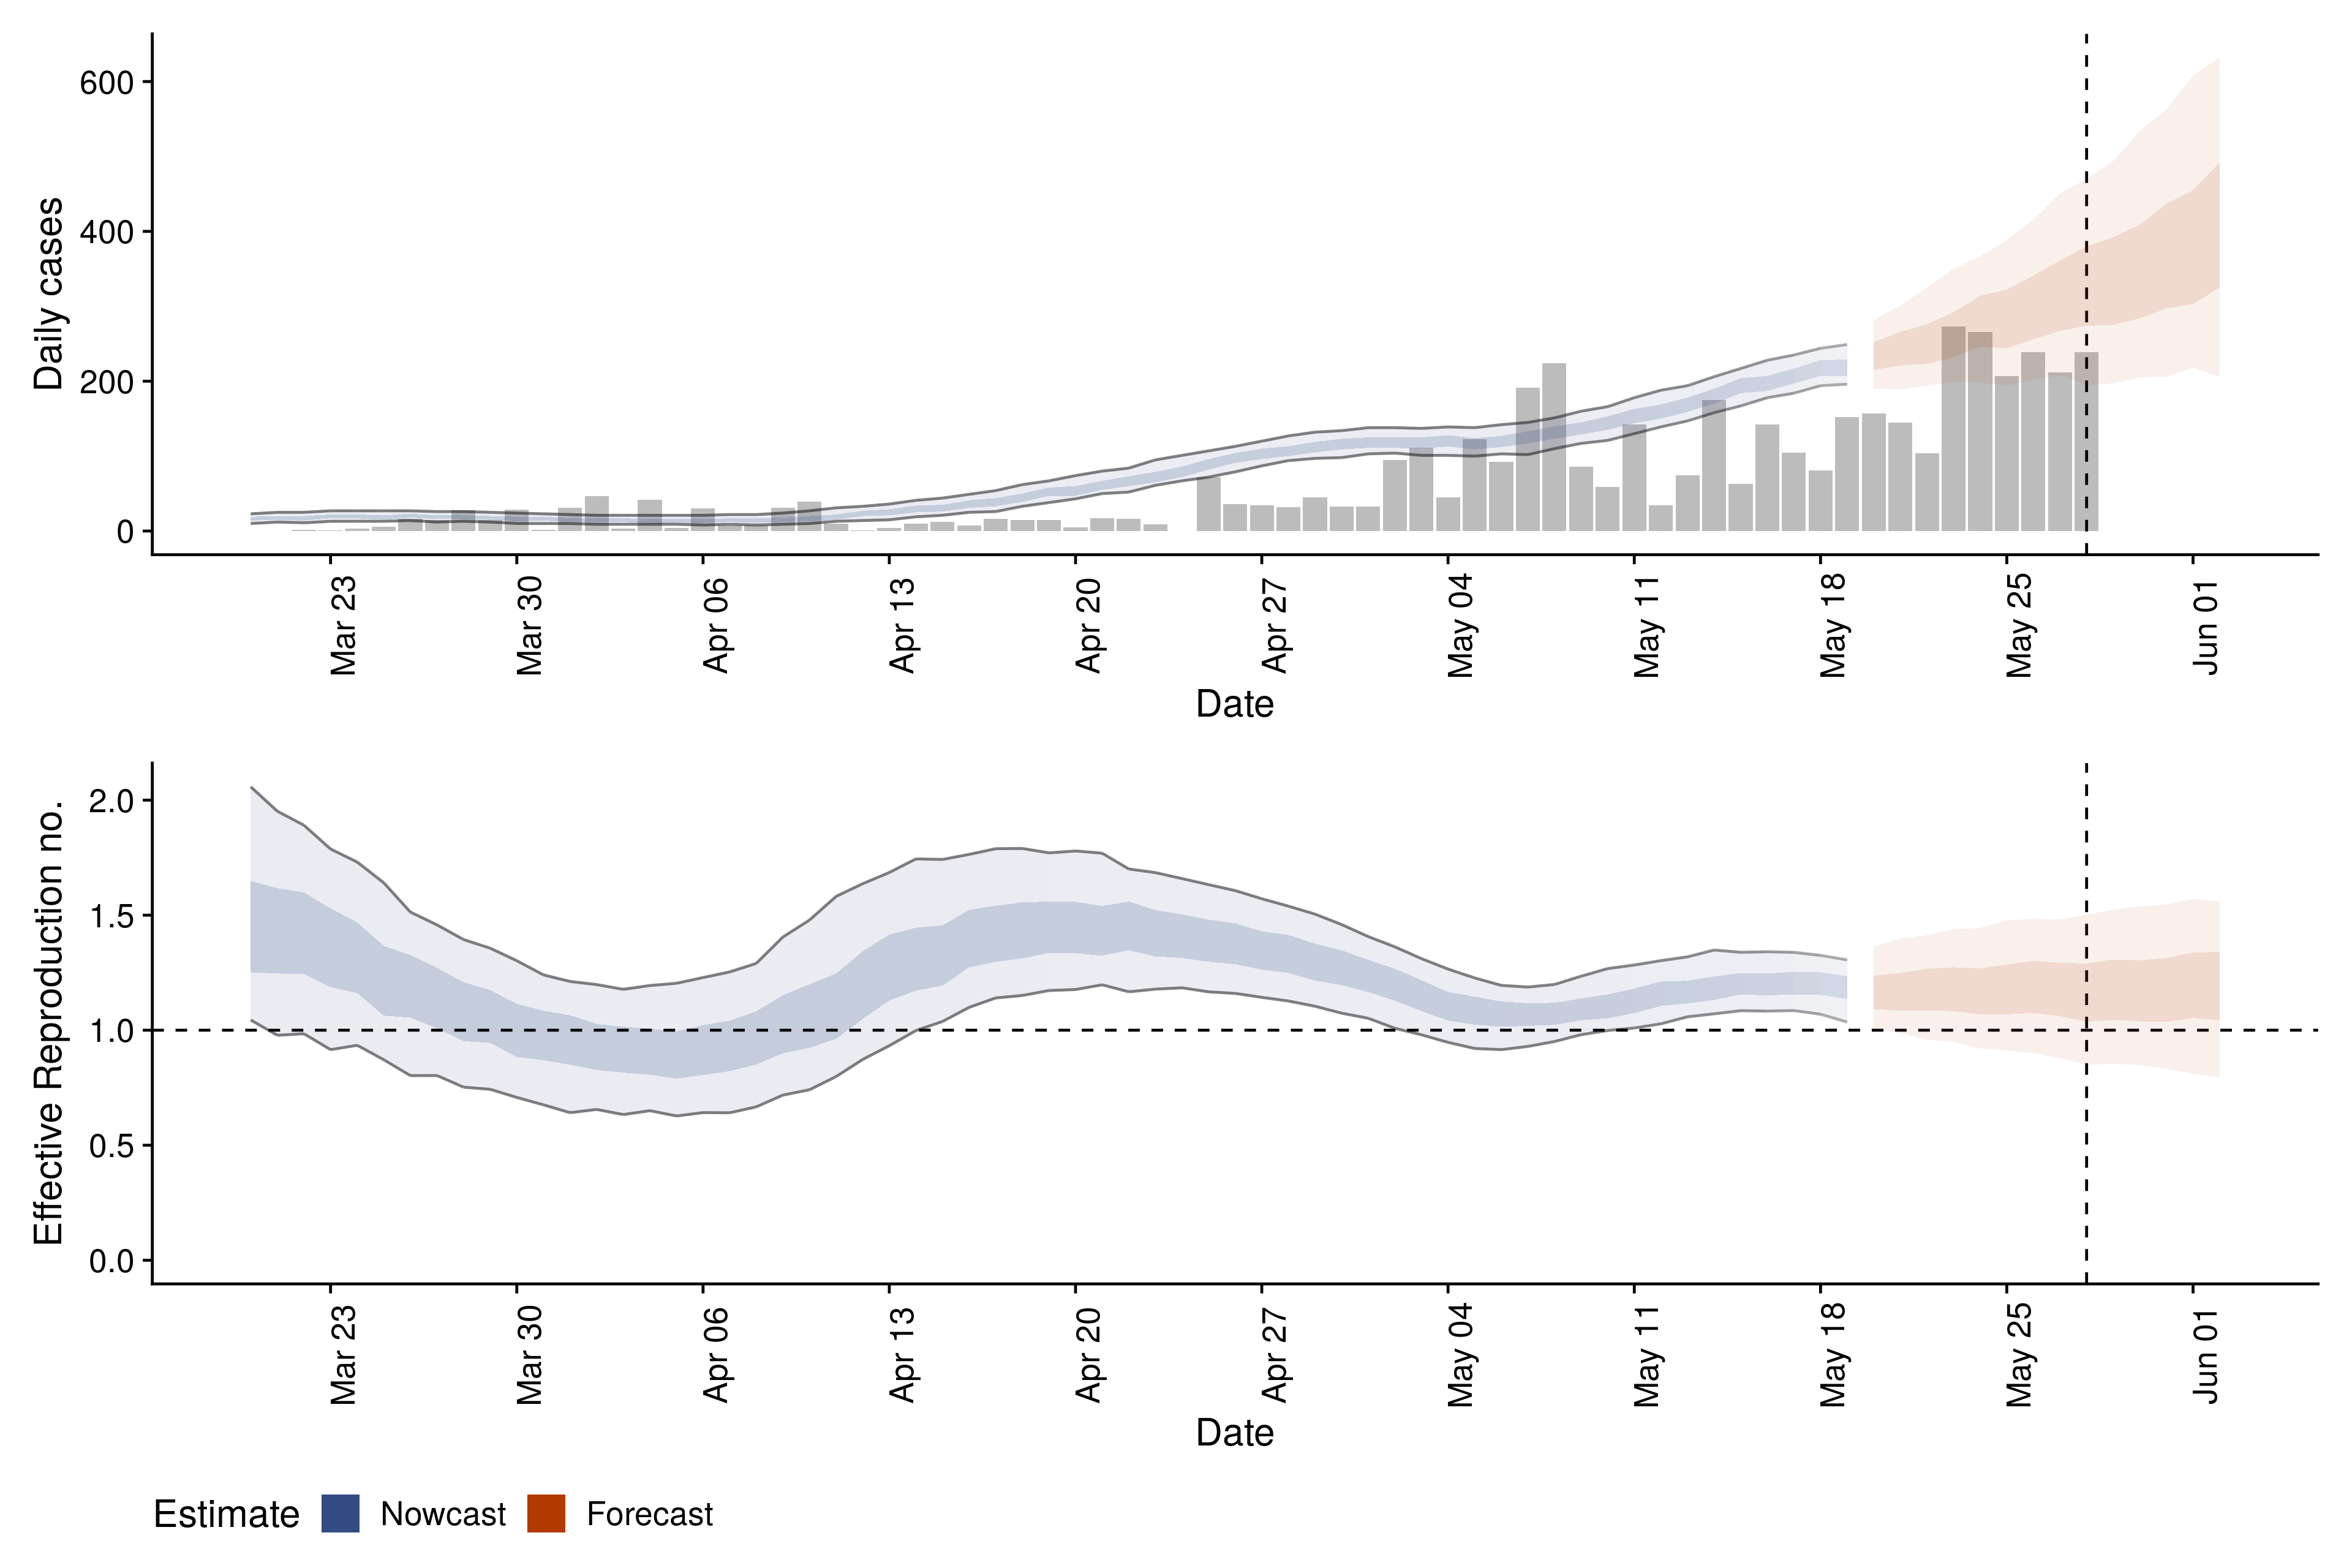 Daily cases
600
400
200
0
Mar 23
Mar 30
Apr 06
Apr 13
Apr 20
Apr 27
May 04
May 11
May 18
May 25
Jun 01
Date
Effective Reproduction no.
2.0
1.5
1.0
0.5
0.0
Mar 23
Mar 30
Apr 06
Apr 13
Apr 20
Apr 27
May 04
May 11
May 18
May 25
Jun 01
Date
Estimate Nowcast Forecast